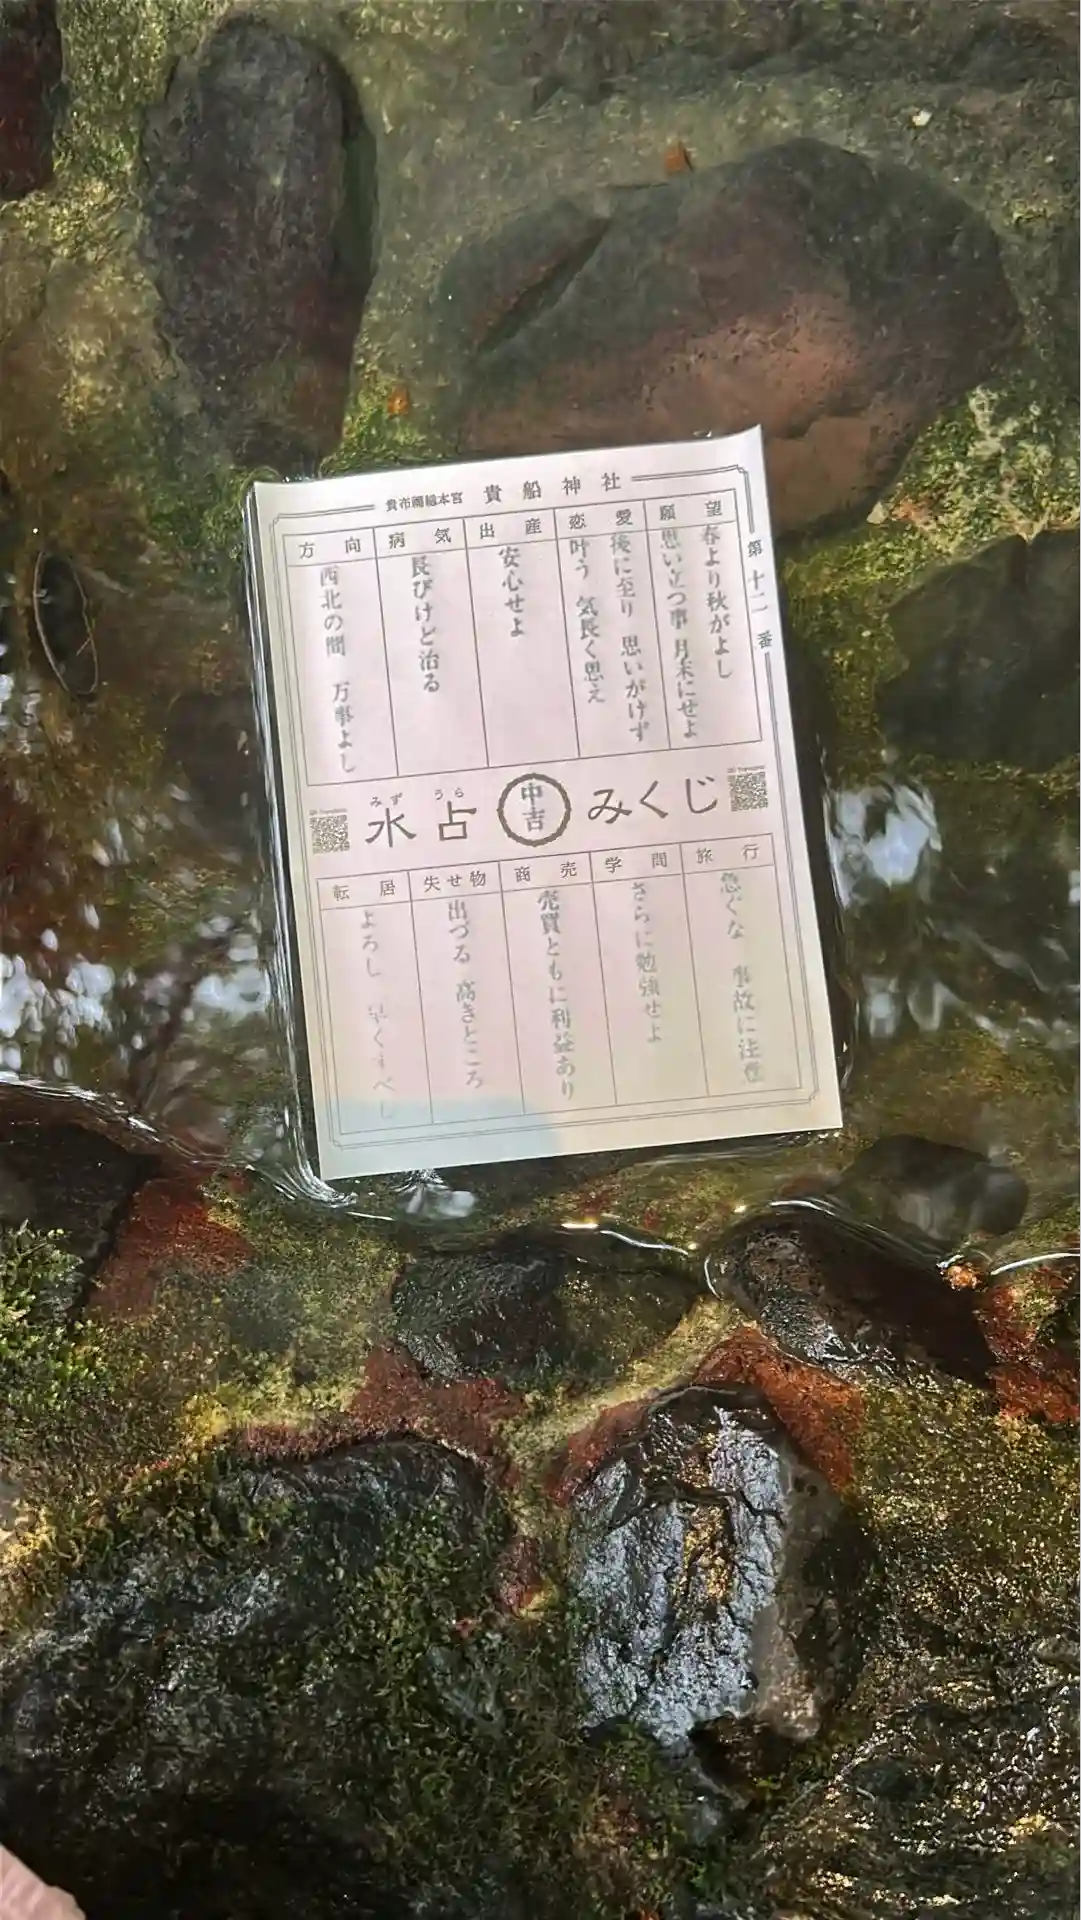 貴布禰総本宮 貴船神社
第十二番
願望
春より秋がよし
思い立つ事 月末にせよ
恋愛
後に至り 思いがけず
叶う 気長く思え
出産
安心せよ
病気
長びけど治る
方向
西北の間 万事よし
みず うら
水占 中吉 みくじ
旅行
急ぐな 事故に注意
学問
さらに勉強せよ
商売
売買ともに利益あり
失せ物
出づる 高きところ
転居
よろし 早くすべし